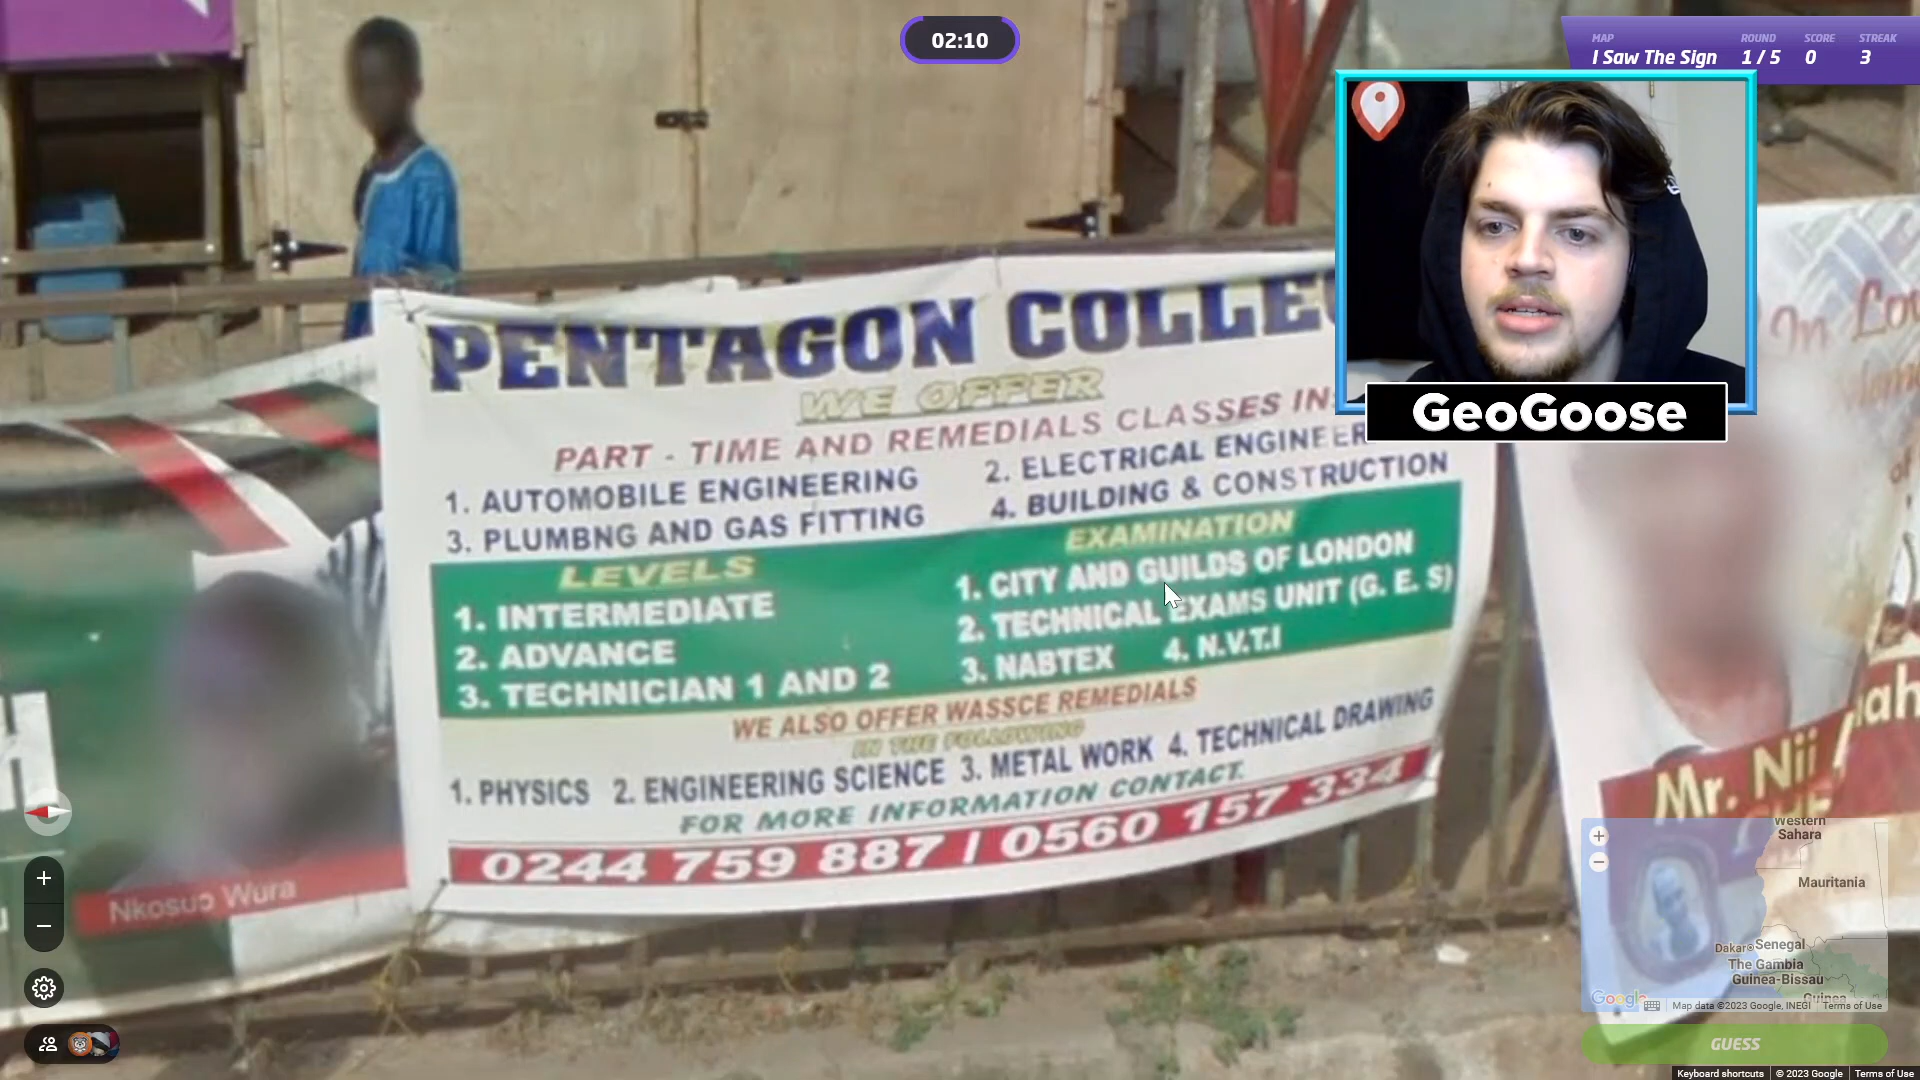 02:10
MAP
I Saw The Sign
ROUND
1 / 5
SCORE
0
STREAK
3
GeoGoose
PENTAGON COLLE
WE OFFER
PART - TIME AND REMEDIALS CLASSES IN
1. AUTOMOBILE ENGINEERING
2. ELECTRICAL ENGINEER
3. PLUMBNG AND GAS FITTING
4. BUILDING & CONSTRUCTION
LEVELS
1. INTERMEDIATE
2. ADVANCE
3. TECHNICIAN 1 AND 2
EXAMINATION
1. CITY AND GUILDS OF LONDON
2. TECHNICAL EXAMS UNIT (G. E. S)
3. NABTEX 4. N.V.T.I
WE ALSO OFFER WASSCE REMEDIALS
IN THE FOLLOWING
1. PHYSICS 2. ENGINEERING SCIENCE 3. METAL WORK 4. TECHNICAL DRAWING
FOR MORE INFORMATION CONTACT.
0244 759 887 / 0560 157 334
H
Nkosuɔ Wura
In Lov
of
Mr. Nii
iah
Western
Sahara
Mauritania
Dakar
Senegal
The Gambia
Guinea-Bissau
Guinea
Google
Map data ©2023 Google, INEGI
Terms of Use
GUESS
Keyboard shortcuts
© 2023 Google
Terms of Use